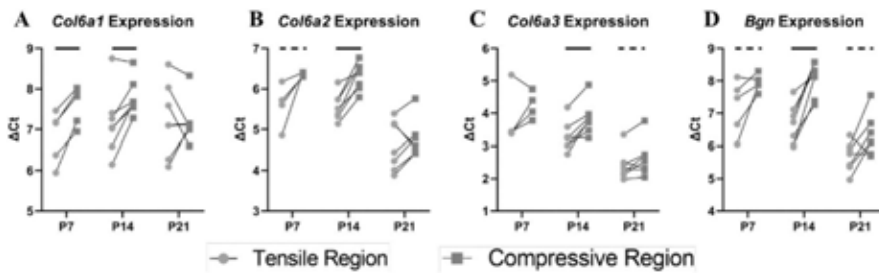 A Col6a1 Expression
9
8
7
6
5
ΔCt
P7 P14 P21
B Col6a2 Expression
7
6
5
4
3
2
ΔCt
P7 P14 P21
C Col6a3 Expression
6
5
4
3
2
1
ΔCt
P7 P14 P21
D Bgn Expression
9
8
7
6
5
4
ΔCt
P7 P14 P21
Tensile Region Compressive Region